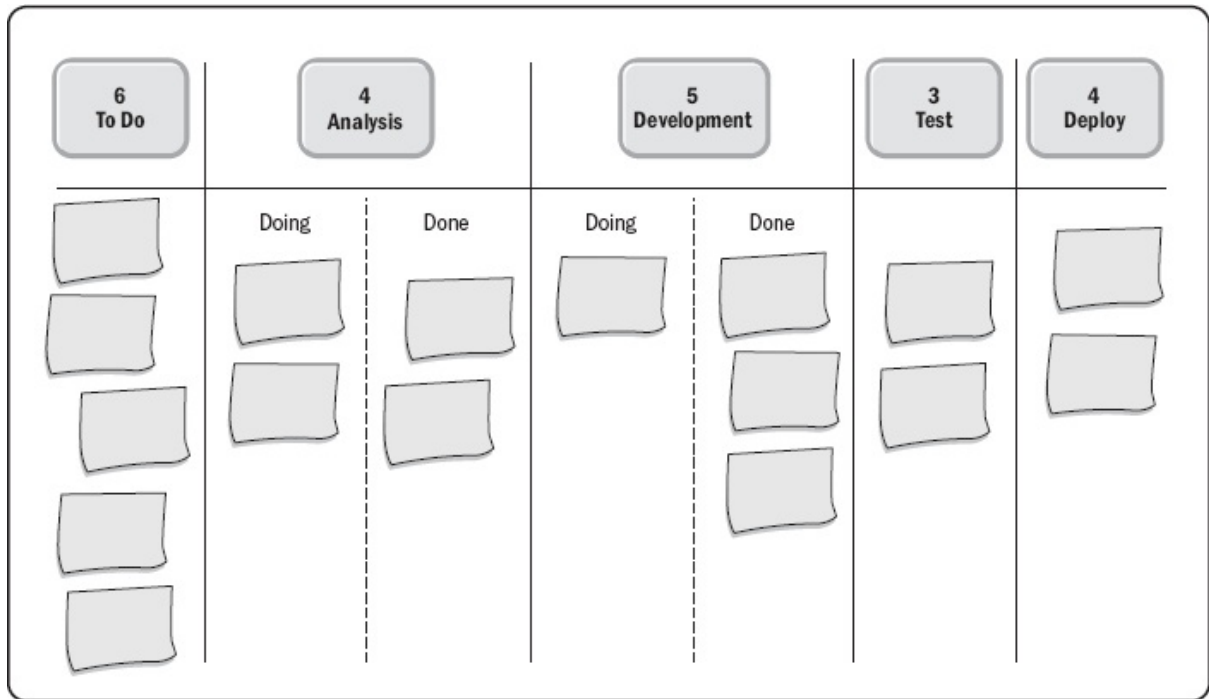 6
To Do
4
Analysis
5
Development
3
Test
4
Deploy
Doing
Done
Doing
Done